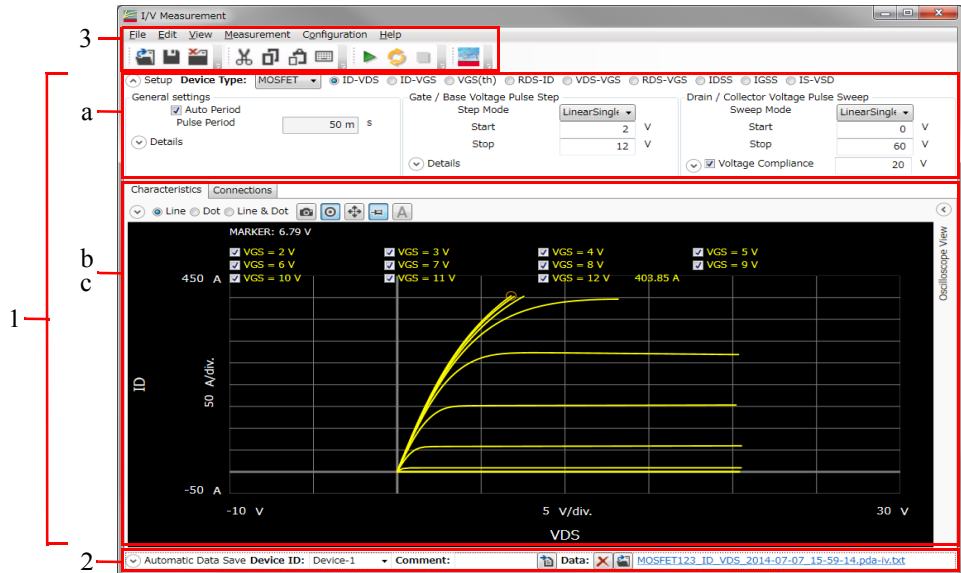 I/V Measurement
3
File Edit View Measurement Configuration Help
1
a
Setup Device Type: MOSFET ID-VDS ID-VGS VGS(th) RDS-ID VDS-VGS RDS-VGS IDSS IGSS IS-VSD
General settings
Auto Period
Pulse Period 50 m s
Details
Gate / Base Voltage Pulse Step
Step Mode LinearSingle
Start 2 V
Stop 12 V
Details
Drain / Collector Voltage Pulse Sweep
Sweep Mode LinearSingle
Start 0 V
Stop 60 V
Voltage Compliance 20 V
b
c
Characteristics Connections
Line Dot Line & Dot A
Oscilloscope View
MARKER: 6.79 V
VGS = 2 V VGS = 3 V VGS = 4 V VGS = 5 V
VGS = 6 V VGS = 7 V VGS = 8 V VGS = 9 V
450 A VGS = 10 V VGS = 11 V VGS = 12 V 403.85 A
ID
50 A/div.
-50 A
-10 V 5 V/div. 30 V
VDS
2
Automatic Data Save Device ID: Device-1 Comment: Data: MOSFET123_ID_VDS_2014-07-07_15-59-14.pda-iv.txt